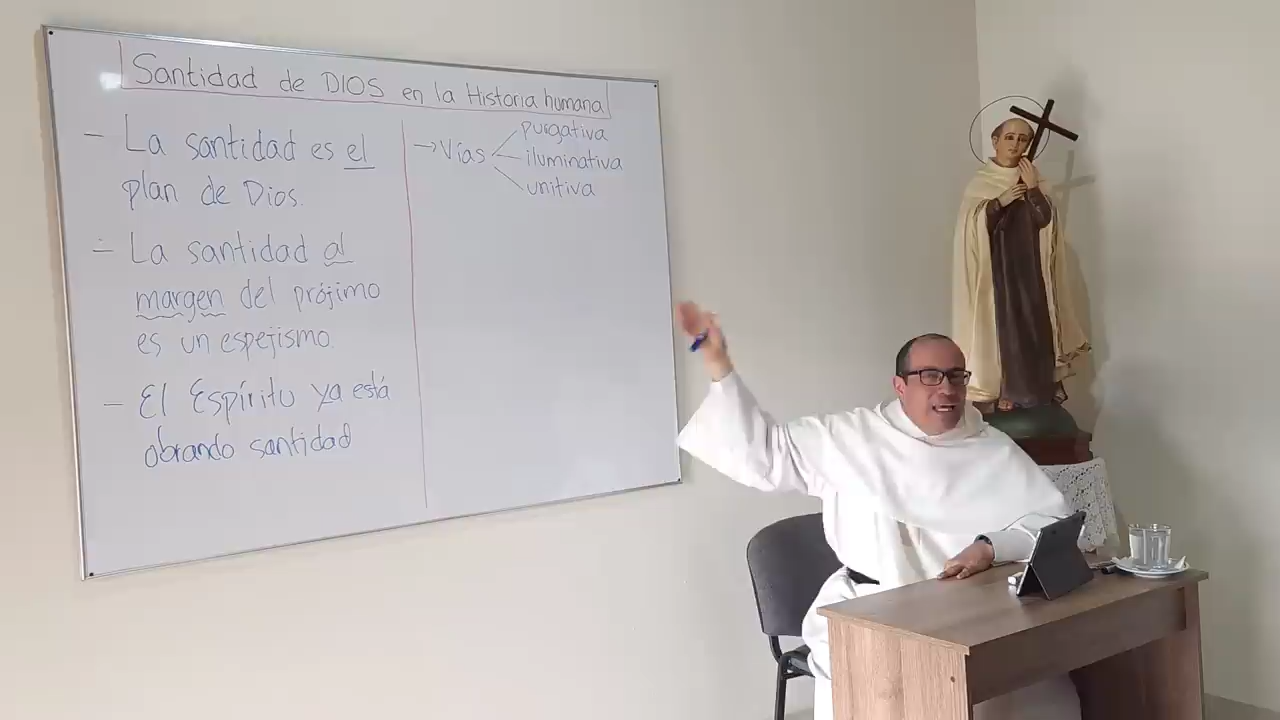 Santidad de DIOS en la Historia humana
- La santidad es el
plan de Dios.
- La santidad al
margen del prójimo
es un espejismo.
- El Espíritu ya está
obrando santidad
→ Vías
purgativa
iluminativa
unitiva